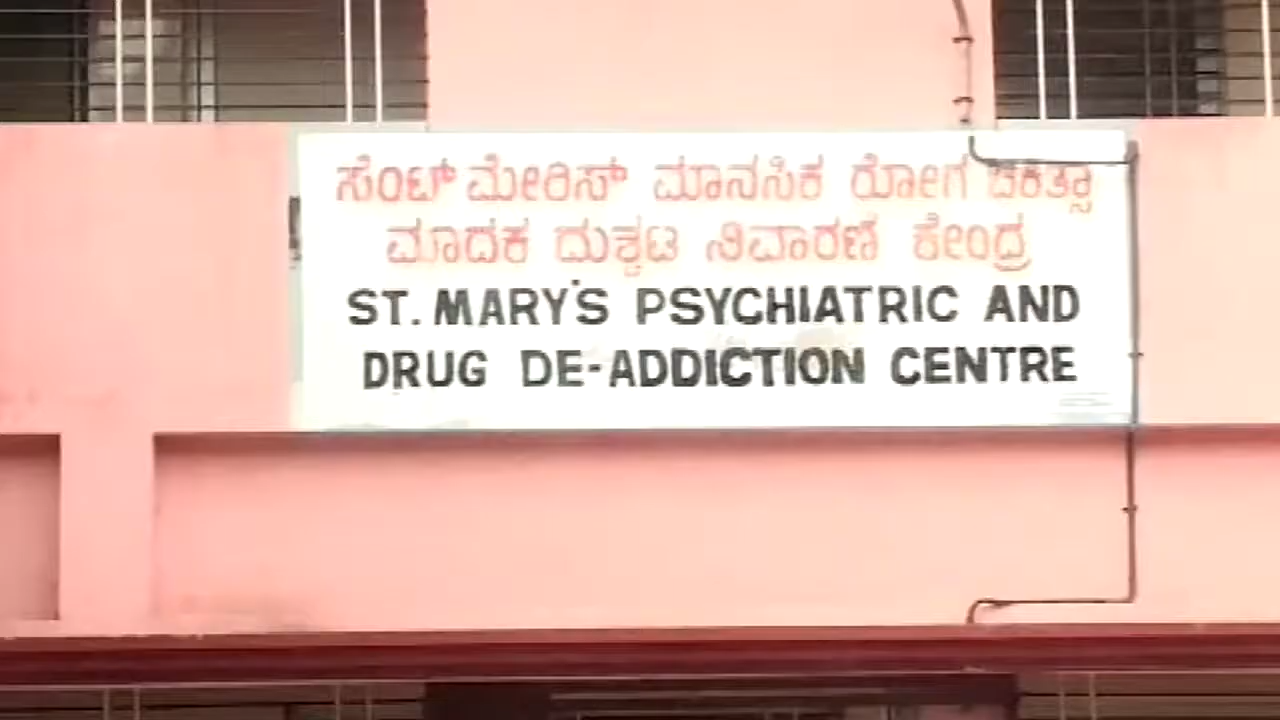 ಸೆಂಟ್ ಮೇರಿಸ್ ಮಾನಸಿಕ ರೋಗ ಚಿಕಿತ್ಸಾ
ಮಾದಕ ದುಶ್ಚಟ ನಿವಾರಣೆ ಕೇಂದ್ರ
ST. MARY'S PSYCHIATRIC AND
DRUG DE-ADDICTION CENTRE